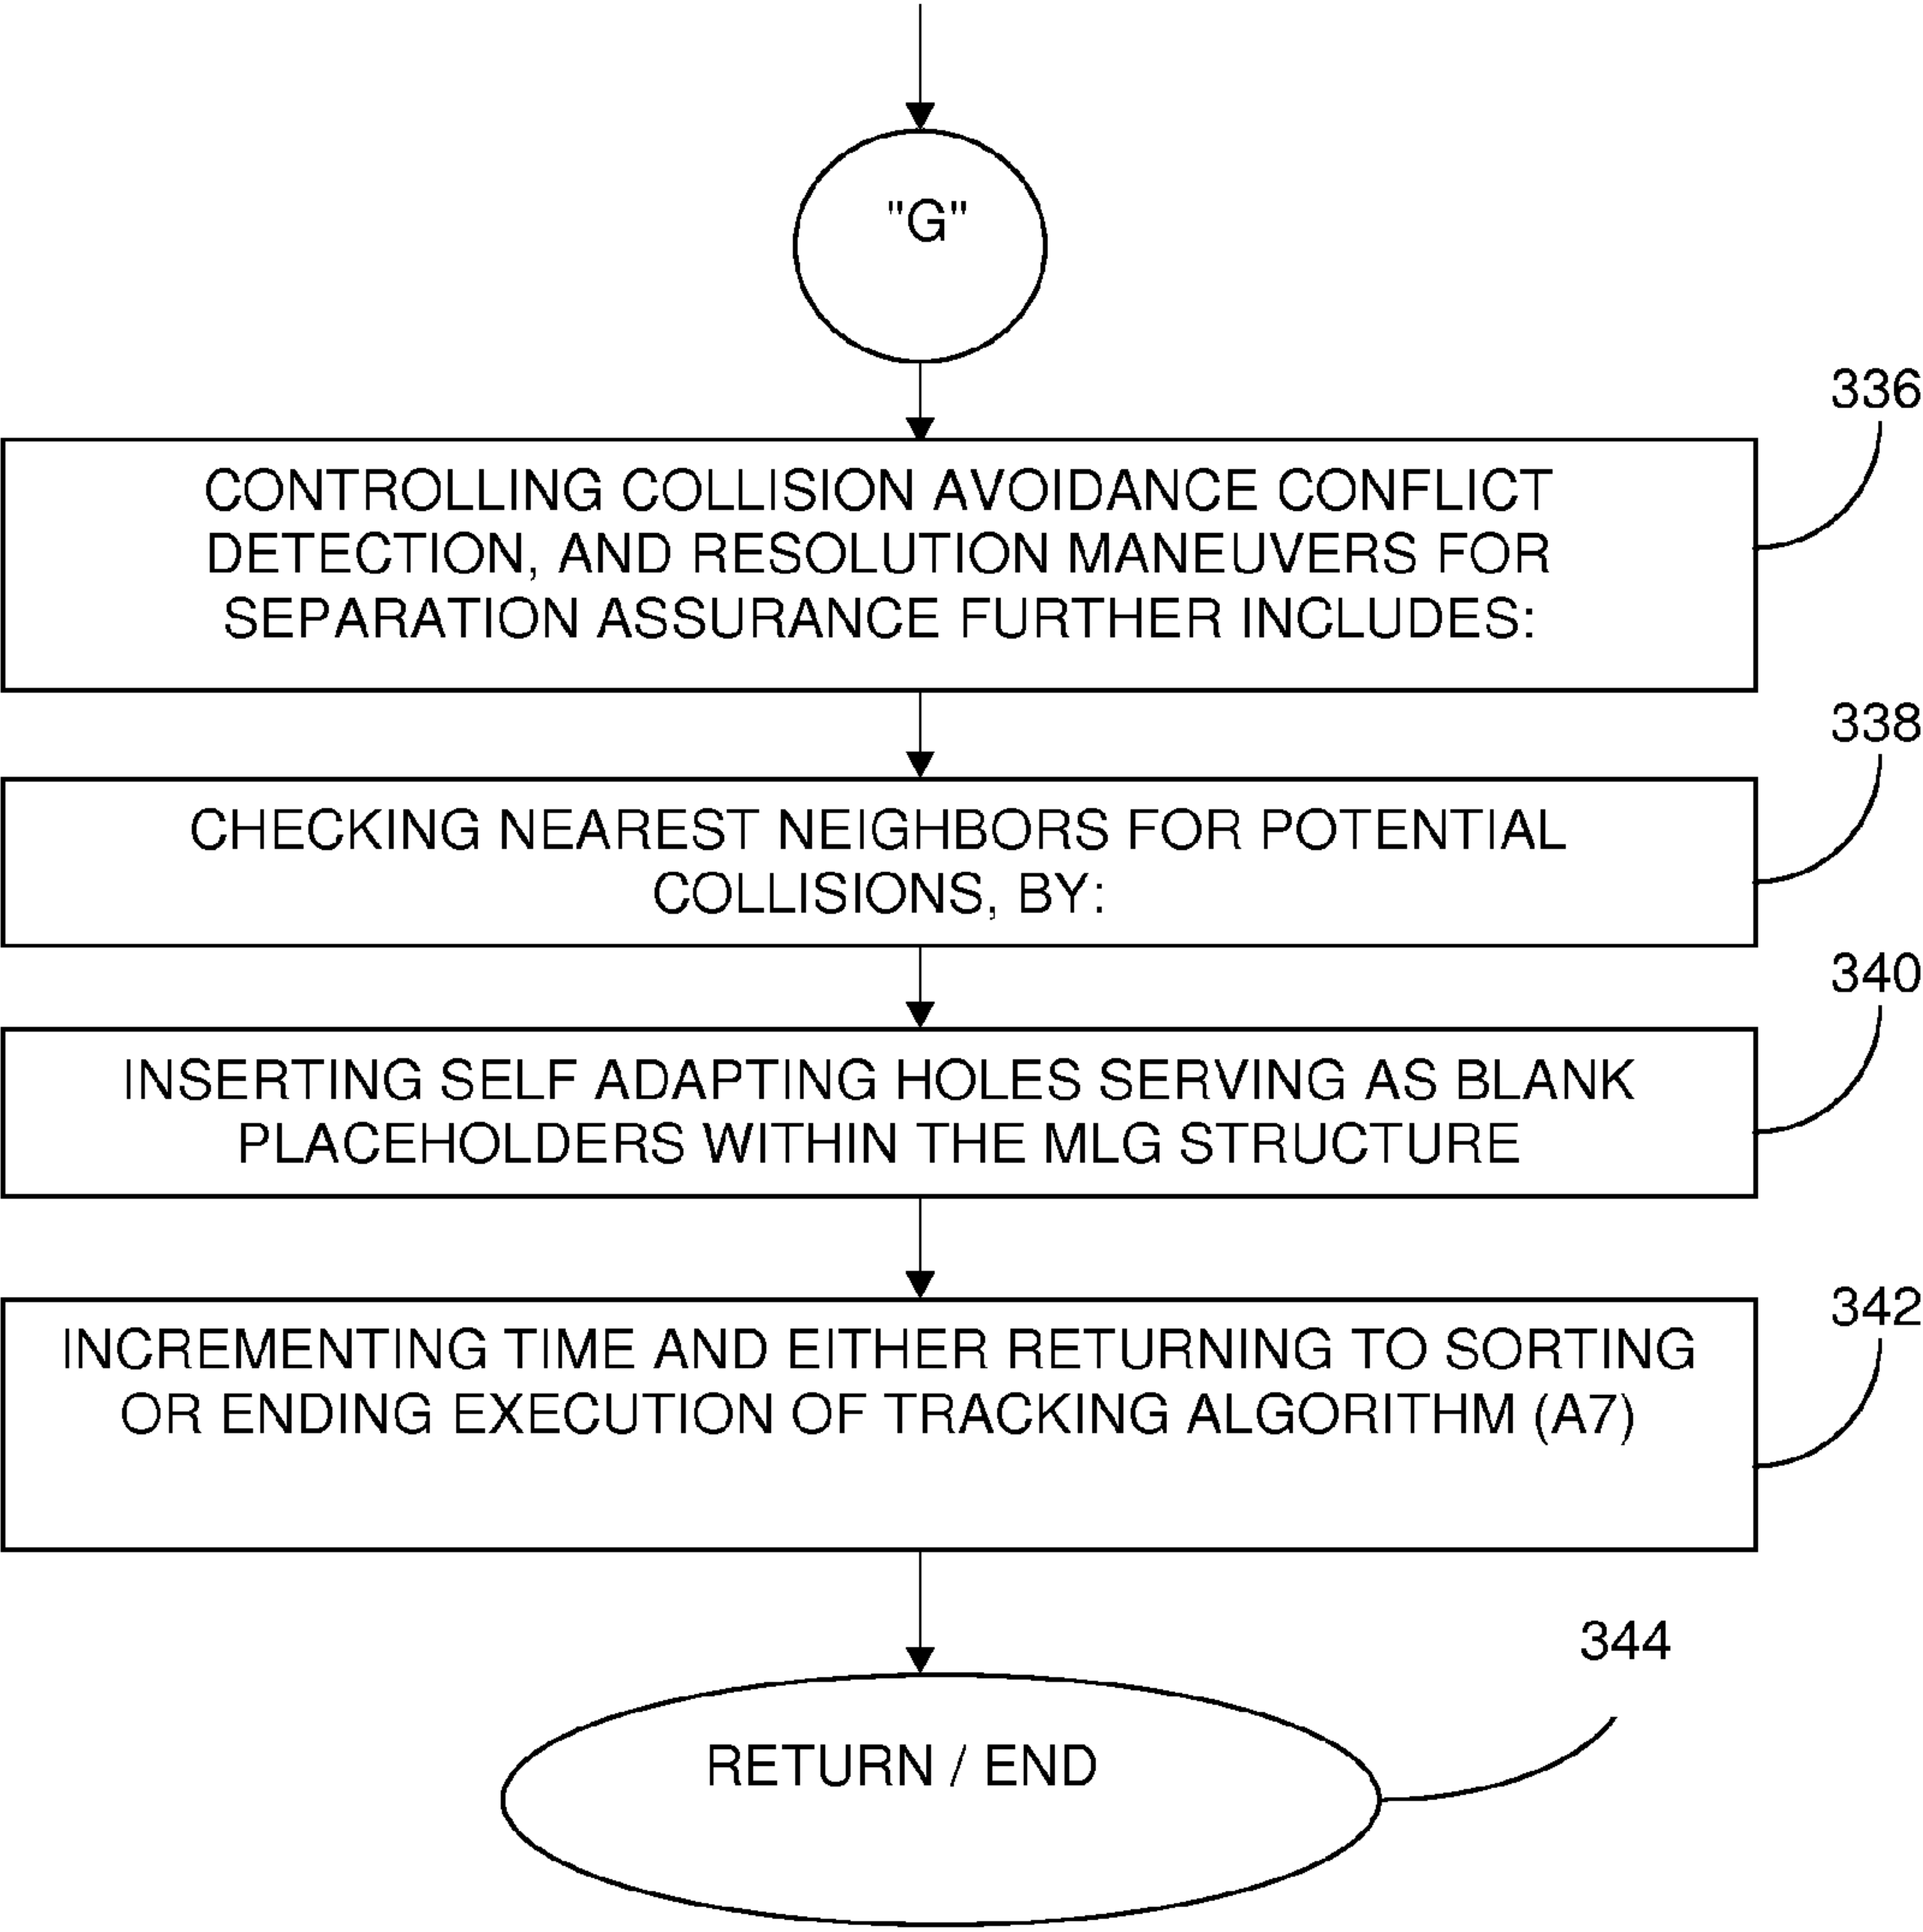 "G"
336
CONTROLLING COLLISION AVOIDANCE CONFLICT
DETECTION, AND RESOLUTION MANEUVERS FOR
SEPARATION ASSURANCE FURTHER INCLUDES:
338
CHECKING NEAREST NEIGHBORS FOR POTENTIAL
COLLISIONS, BY:
340
INSERTING SELF ADAPTING HOLES SERVING AS BLANK
PLACEHOLDERS WITHIN THE MLG STRUCTURE
342
INCREMENTING TIME AND EITHER RETURNING TO SORTING
OR ENDING EXECUTION OF TRACKING ALGORITHM (A7)
344
RETURN / END